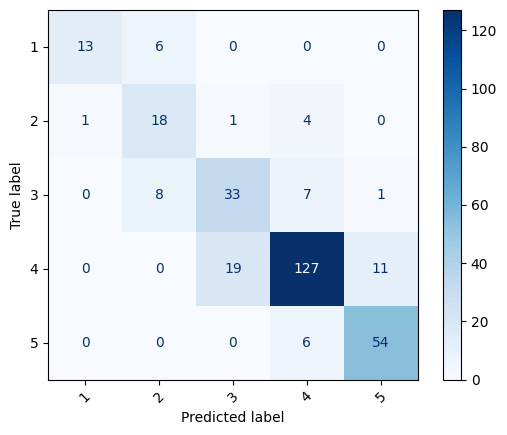 1 13 6 0 0 0
2 1 18 1 4 0
3 0 8 33 7 1
4 0 0 19 127 11
5 0 0 0 6 54
1 2 3 4 5
True label
Predicted label
120
100
80
60
40
20
0